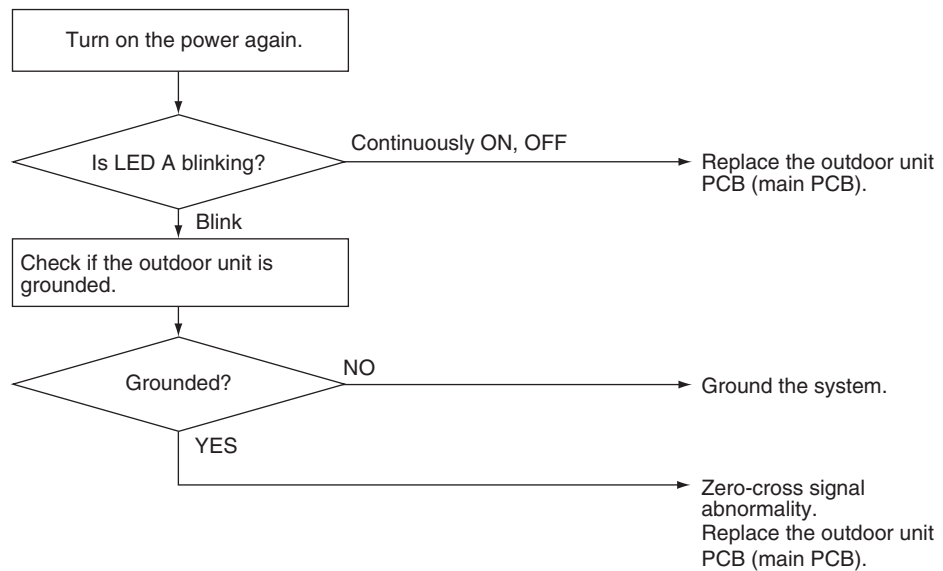 Turn on the power again.
Is LED A blinking?
Continuously ON, OFF
Replace the outdoor unit
PCB (main PCB).
Blink
Check if the outdoor unit is
grounded.
Grounded?
NO
Ground the system.
YES
Zero-cross signal
abnormality.
Replace the outdoor unit
PCB (main PCB).